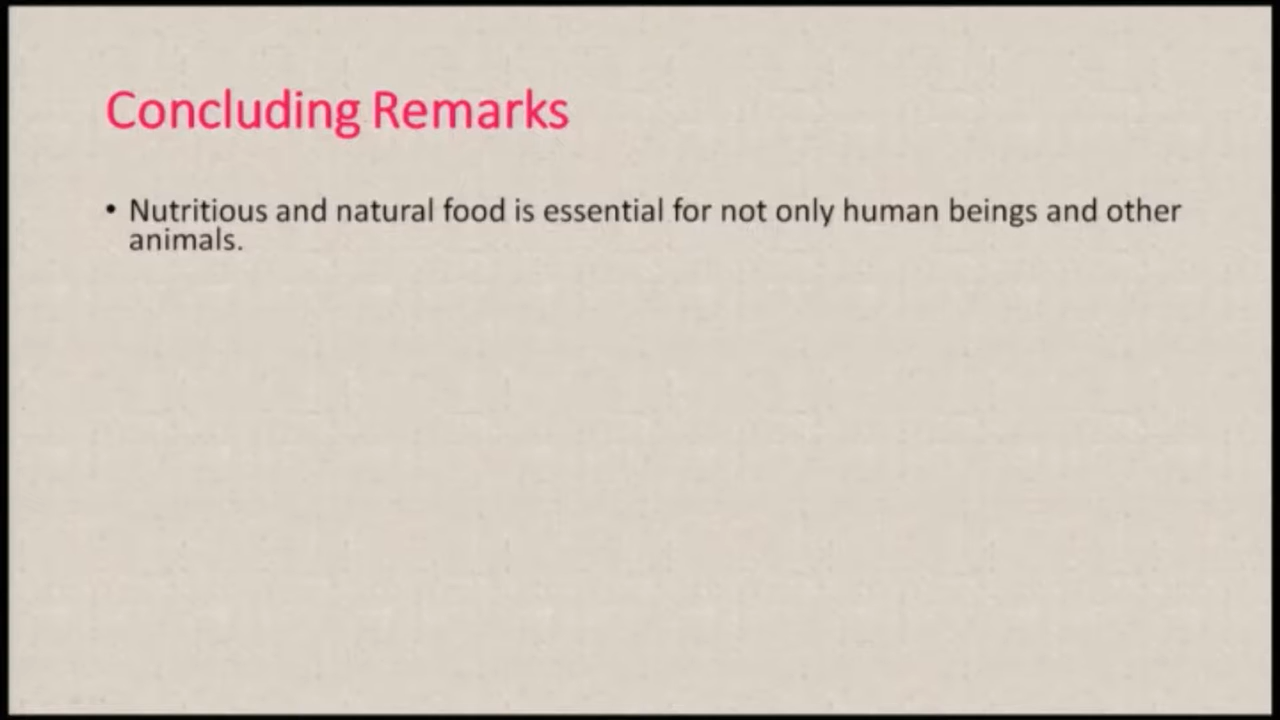 Concluding Remarks
• Nutritious and natural food is essential for not only human beings and other
animals.